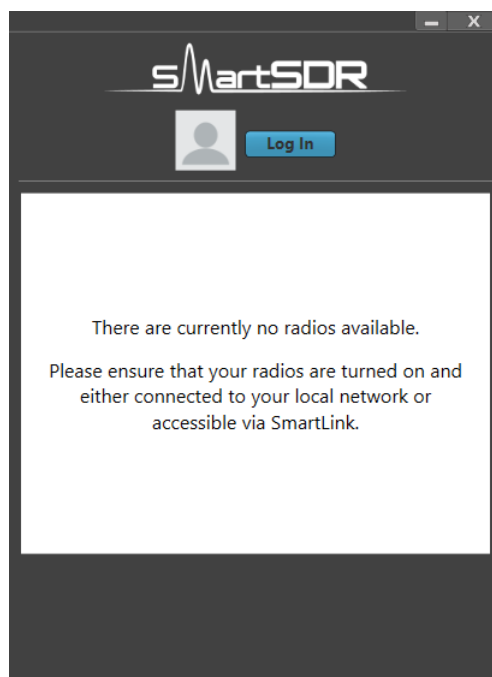 X
smartSDR
Log In
There are currently no radios available.
Please ensure that your radios are turned on and
either connected to your local network or
accessible via SmartLink.